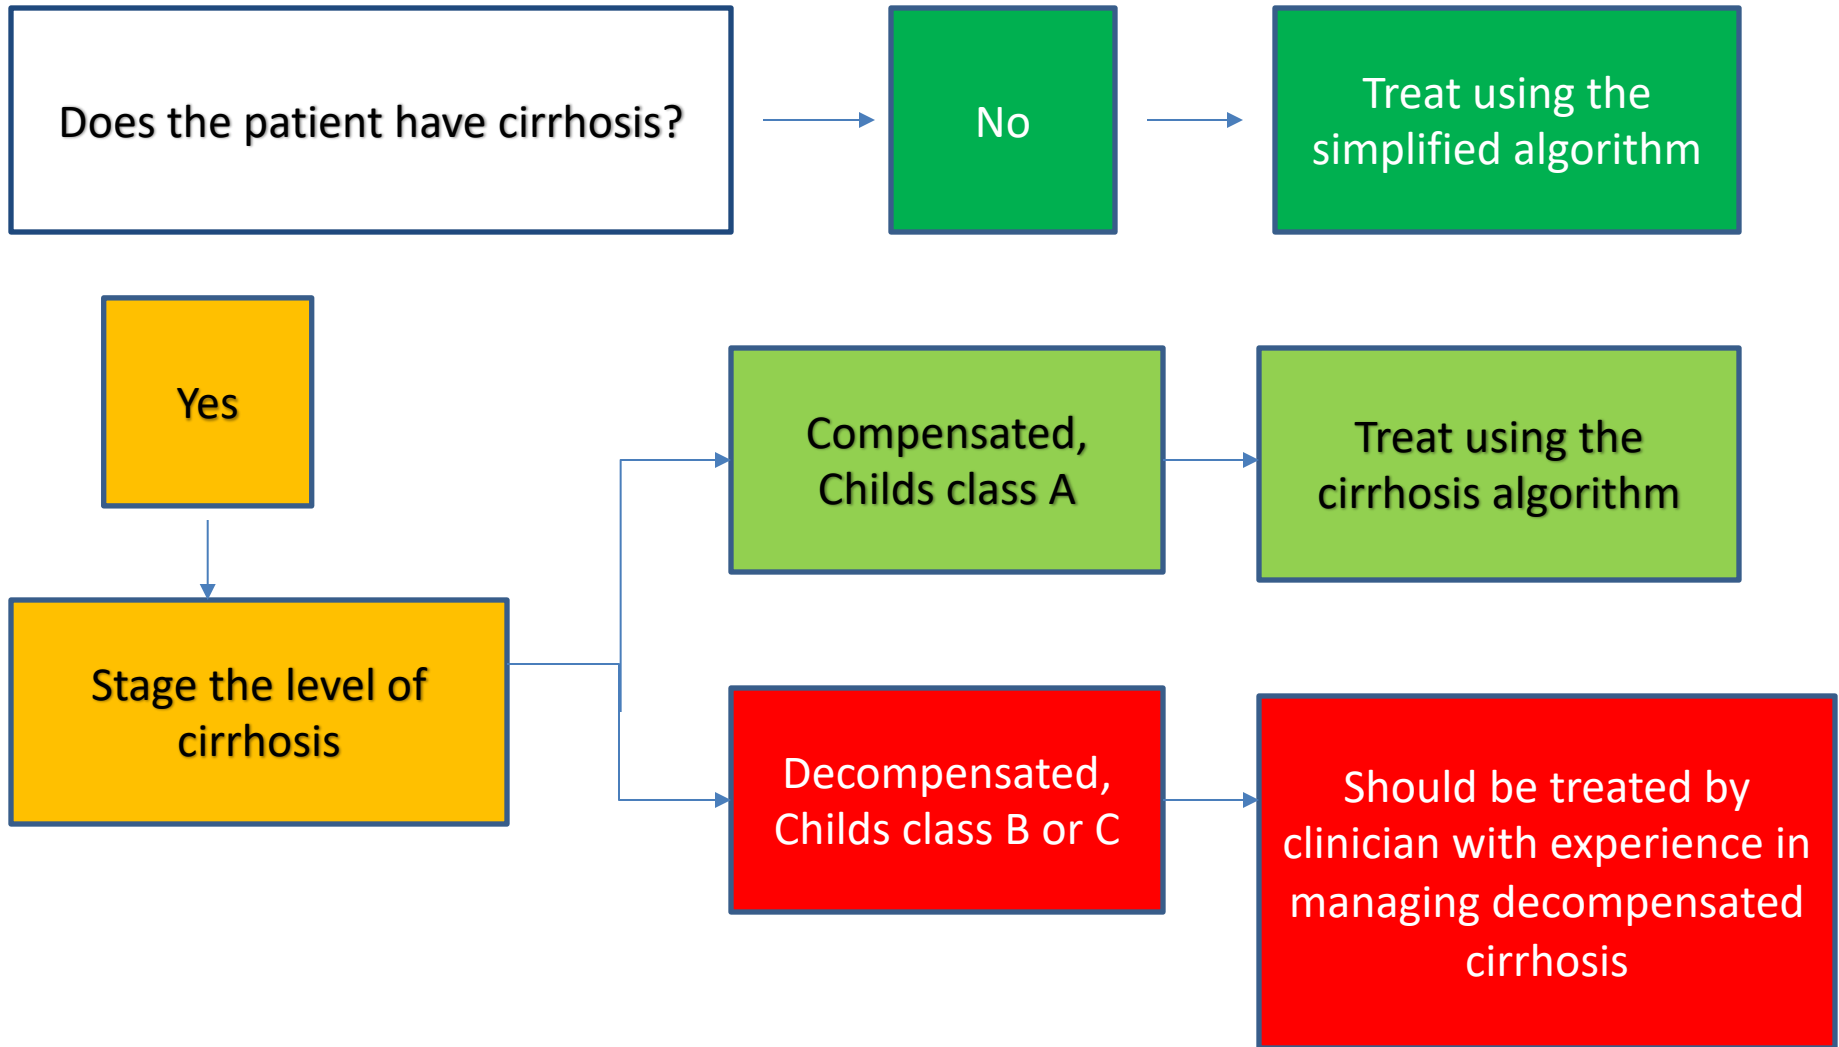 Does the patient have cirrhosis?
No
Treat using the
simplified algorithm
Yes
Compensated,
Childs class A
Treat using the
cirrhosis algorithm
Stage the level of
cirrhosis
Decompensated,
Childs class B or C
Should be treated by
clinician with experience in
managing decompensated
cirrhosis